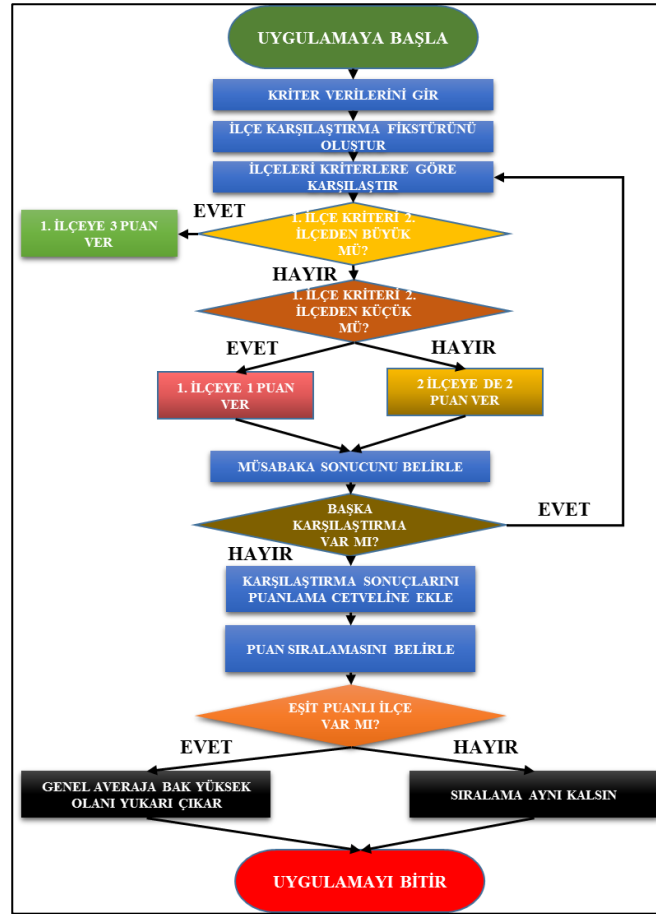 UYGULAMAYA BAŞLA
KRİTER VERİLERİNİ GİR
İLÇE KARŞILAŞTIRMA FİKSTÜRÜNÜ
OLUŞTUR
İLÇELERİ KRİTERLERE GÖRE
KARŞILAŞTIR
EVET
1. İLÇE KRİTERİ 2.
İLÇEDEN BÜYÜK
MÜ?
1. İLÇEYE 3 PUAN
VER
HAYIR
1. İLÇE KRİTERİ 2.
İLÇEDEN KÜÇÜK
MÜ?
EVET
HAYIR
1. İLÇEYE 1 PUAN
VER
2 İLÇEYE DE 2
PUAN VER
MÜSABAKA SONUCUNU BELİRLE
BAŞKA
KARŞILAŞTIRMA
VAR MI?
EVET
HAYIR
KARŞILAŞTIRMA SONUÇLARINI
PUANLAMA CETVELİNE EKLE
PUAN SIRALAMASINI BELİRLE
EŞİT PUANLI İLÇE
VAR MI?
EVET
HAYIR
GENEL AVERAJA BAK YÜKSEK
OLANI YUKARI ÇIKAR
SIRALAMA AYNI KALSIN
UYGULAMAYI BİTİR